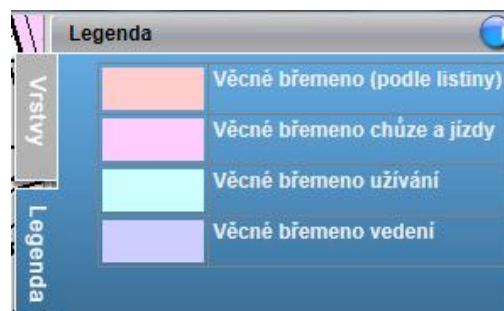 Legenda
Vrstvy
Legenda
Věcné břemeno (podle listiny)
Věcné břemeno chůze a jízdy
Věcné břemeno užívání
Věcné břemeno vedení